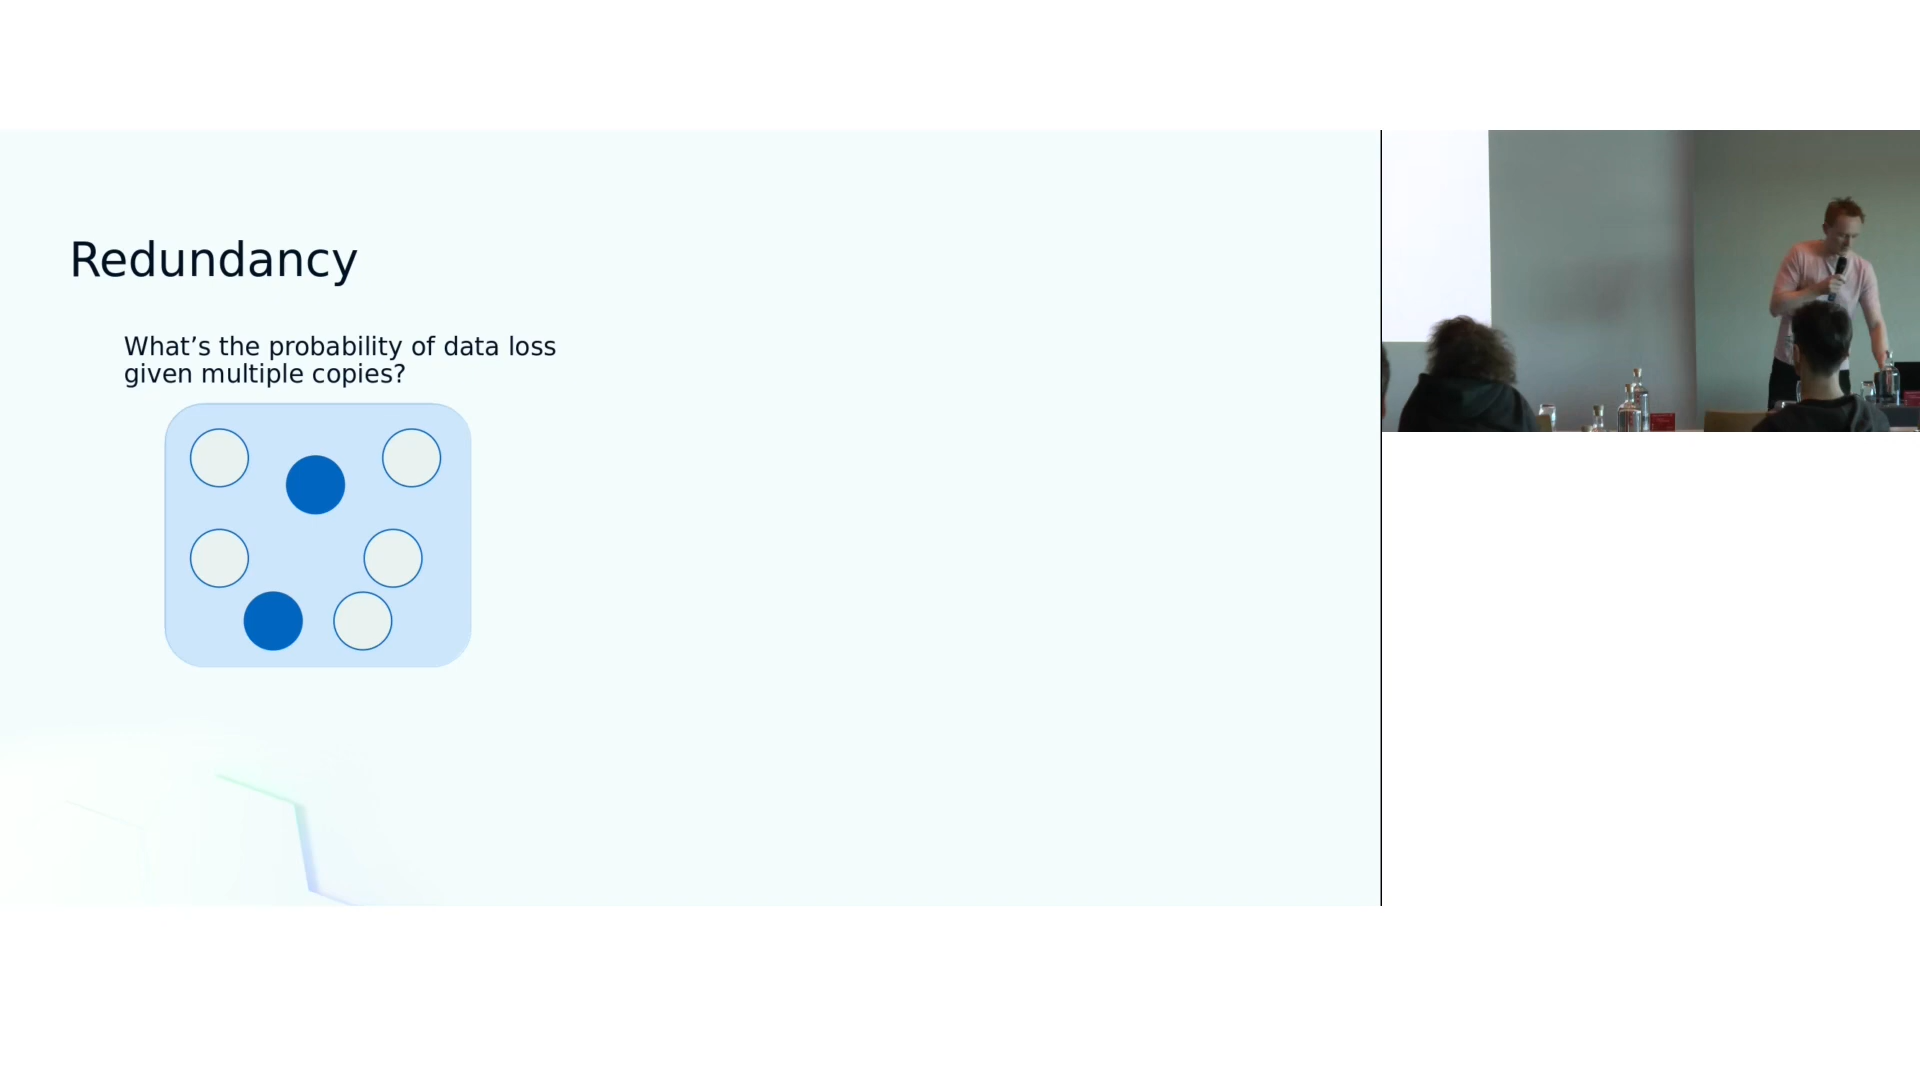 Redundancy
What’s the probability of data loss
given multiple copies?